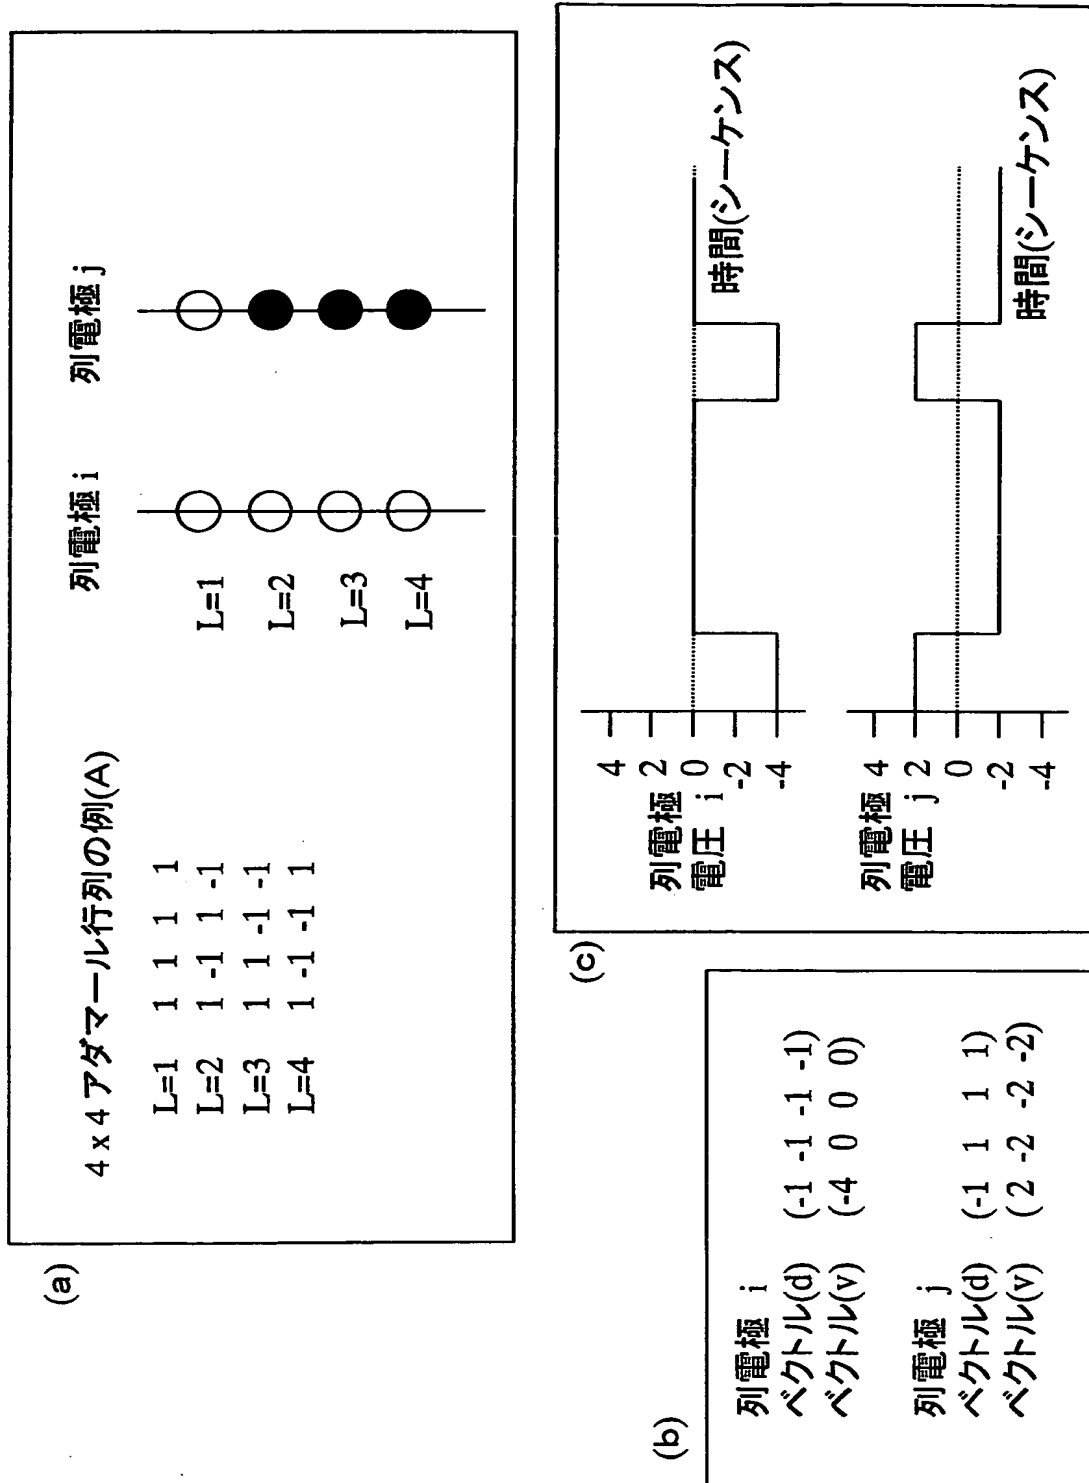 (a)
4 x 4 アダマール行列の例(A)
L=1 1 1 1 1
L=2 1 -1 1 -1
L=3 1 1 -1 -1
L=4 1 -1 -1 1
列電極 i 列電極 j
L=1
L=2
L=3
L=4
(b)
列電極 i
ベクトル(d) (-1 -1 -1 -1)
ベクトル(v) (-4 0 0 0)
列電極 j
ベクトル(d) (-1 1 1 1)
ベクトル(v) (2 -2 -2 -2)
(c)
列電極
電圧 i
4
2
0
-2
-4
時間(シーケンス)
列電極
電圧 j
4
2
0
-2
-4
時間(シーケンス)